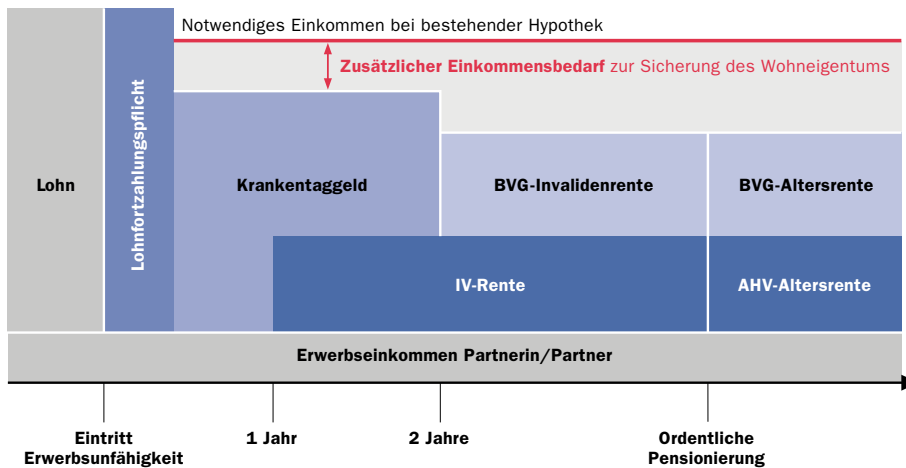 Notwendiges Einkommen bei bestehender Hypothek
Zusätzlicher Einkommensbedarf zur Sicherung des Wohneigentums
Lohn
Lohnfortzahlungspflicht
Krankentaggeld
BVG-Invalidenrente
BVG-Altersrente
IV-Rente
AHV-Altersrente
Erwerbseinkommen Partnerin/Partner
Eintritt
Erwerbsunfähigkeit
1 Jahr
2 Jahre
Ordentliche
Pensionierung